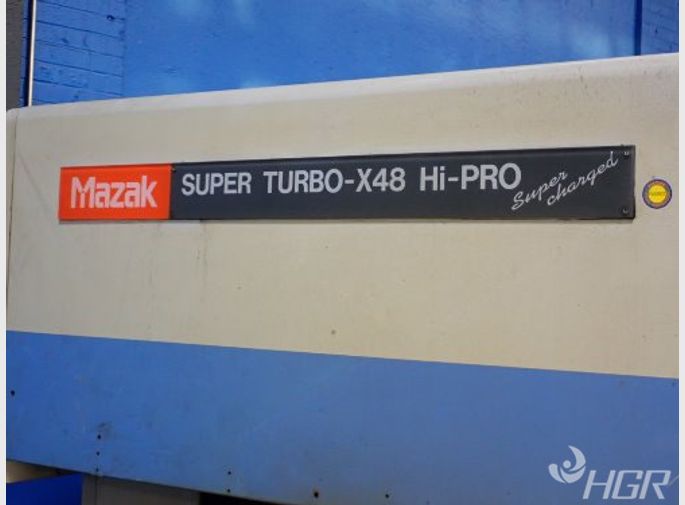 Mazak SUPER TURBO-X48 Hi-PRO Super
charged
HGR